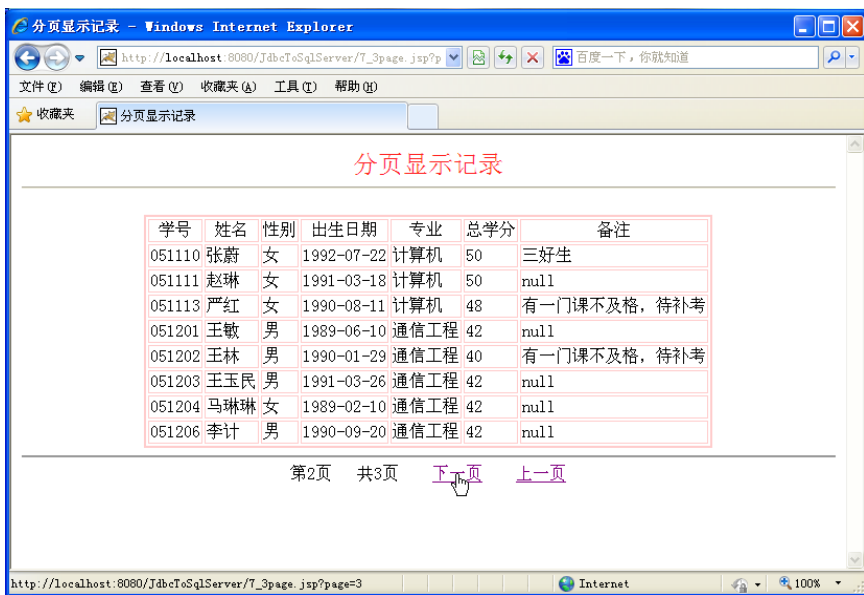 分页显示记录 - Windows Internet Explorer
http://localhost:8080/JdbcToSqlServer/7_3page.jsp?p 百度一下，你就知道
文件(F) 编辑(E) 查看(V) 收藏夹(A) 工具(T) 帮助(H)
收藏夹 分页显示记录
分页显示记录
学号 姓名 性别 出生日期 专业 总学分 备注
051110 张蔚 女 1992-07-22 计算机 50 三好生
051111 赵琳 女 1991-03-18 计算机 50 null
051113 严红 女 1990-08-11 计算机 48 有一门课不及格，待补考
051201 王敏 男 1989-06-10 通信工程 42 null
051202 王林 男 1990-01-29 通信工程 40 有一门课不及格，待补考
051203 王玉民 男 1991-03-26 通信工程 42 null
051204 马琳琳 女 1989-02-10 通信工程 42 null
051206 李计 男 1990-09-20 通信工程 42 null
第2页 共3页 下一页 上一页
http://localhost:8080/JdbcToSqlServer/7_3page.jsp?page=3 Internet 100%